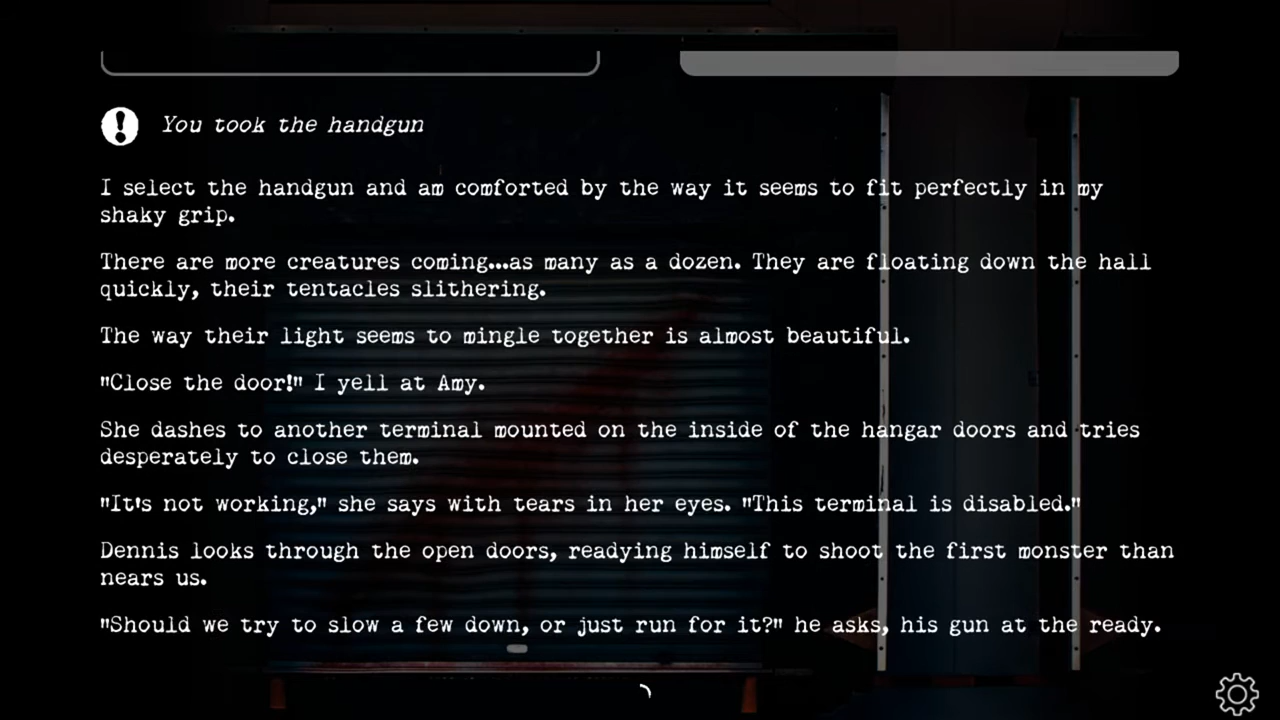 You took the handgun
I select the handgun and am comforted by the way it seems to fit perfectly in my
shaky grip.
There are more creatures coming...as many as a dozen. They are floating down the hall
quickly, their tentacles slithering.
The way their light seems to mingle together is almost beautiful.
"Close the door!" I yell at Amy.
She dashes to another terminal mounted on the inside of the hangar doors and tries
desperately to close them.
"It's not working," she says with tears in her eyes. "This terminal is disabled."
Dennis looks through the open doors, readying himself to shoot the first monster than
nears us.
"Should we try to slow a few down, or just run for it?" he asks, his gun at the ready.